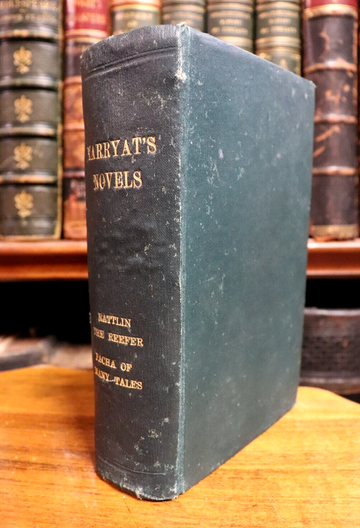 MARRYAT'S
NOVELS
RATTLIN
THE REEFER
PACHA OF
MANY TALES